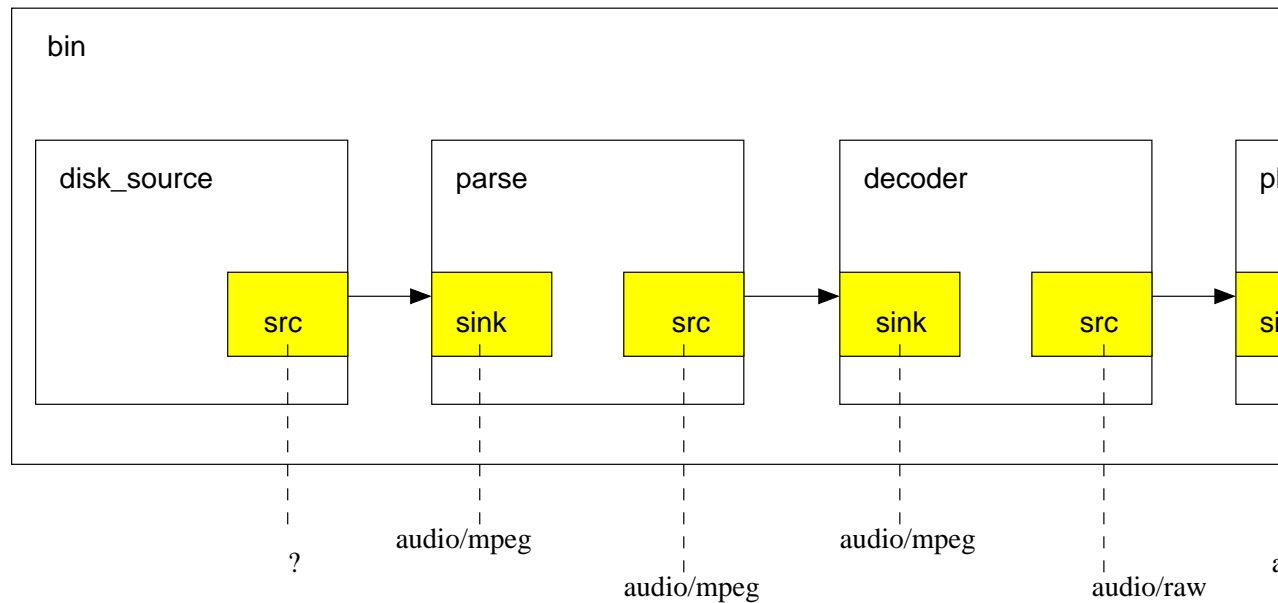 bin
disk_source
parse
decoder
src
sink
src
sink
src
?
audio/mpeg
audio/mpeg
audio/mpeg
audio/raw